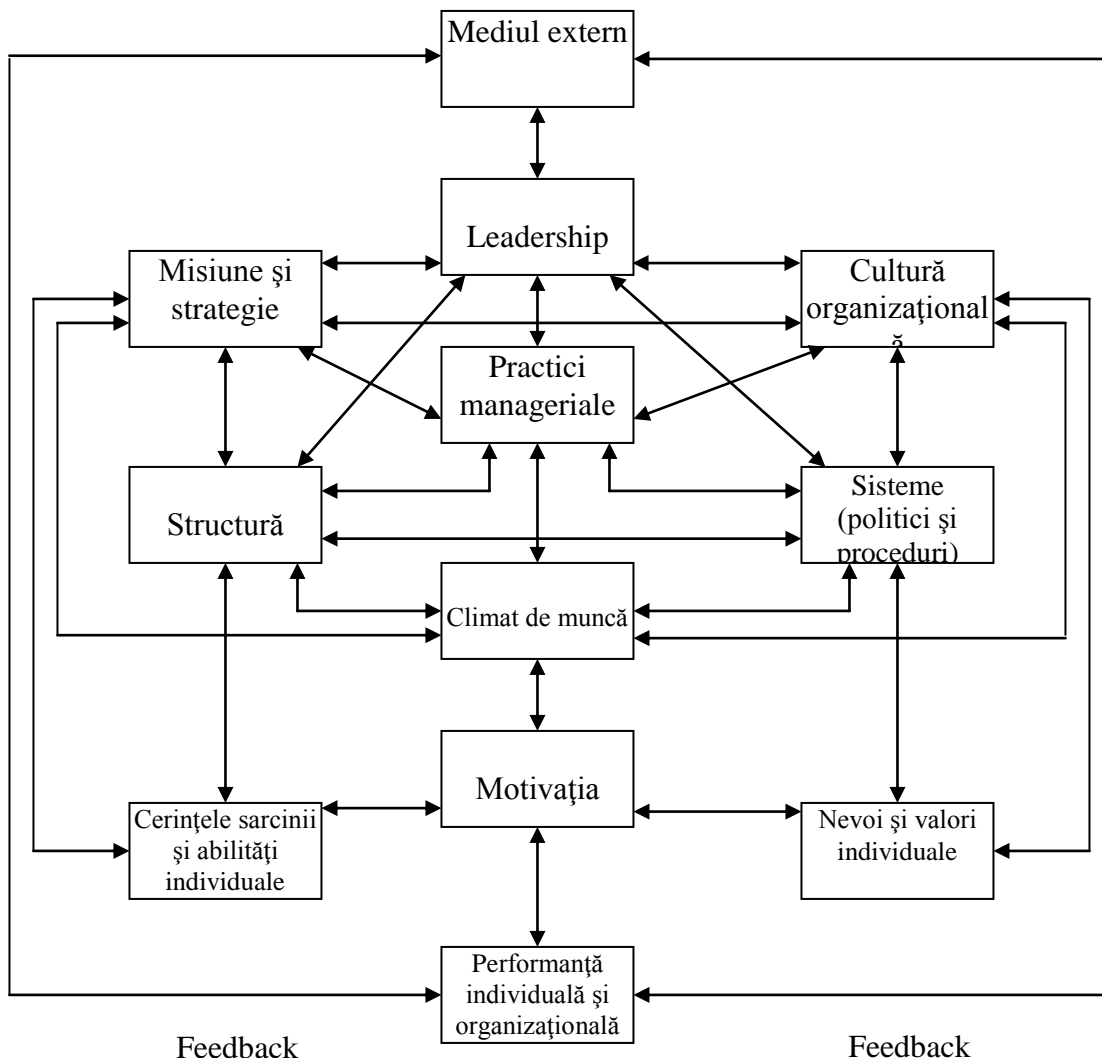 Mediul extern
Leadership
Misiune şi
strategie
Cultură
organizaţional
ă
Practici
manageriale
Structură
Sisteme
(politici şi
proceduri)
Climat de muncă
Motivaţia
Cerinţele sarcinii
şi abilităţi
individuale
Nevoi şi valori
individuale
Performanţă
individuală şi
organizaţională
Feedback
Feedback